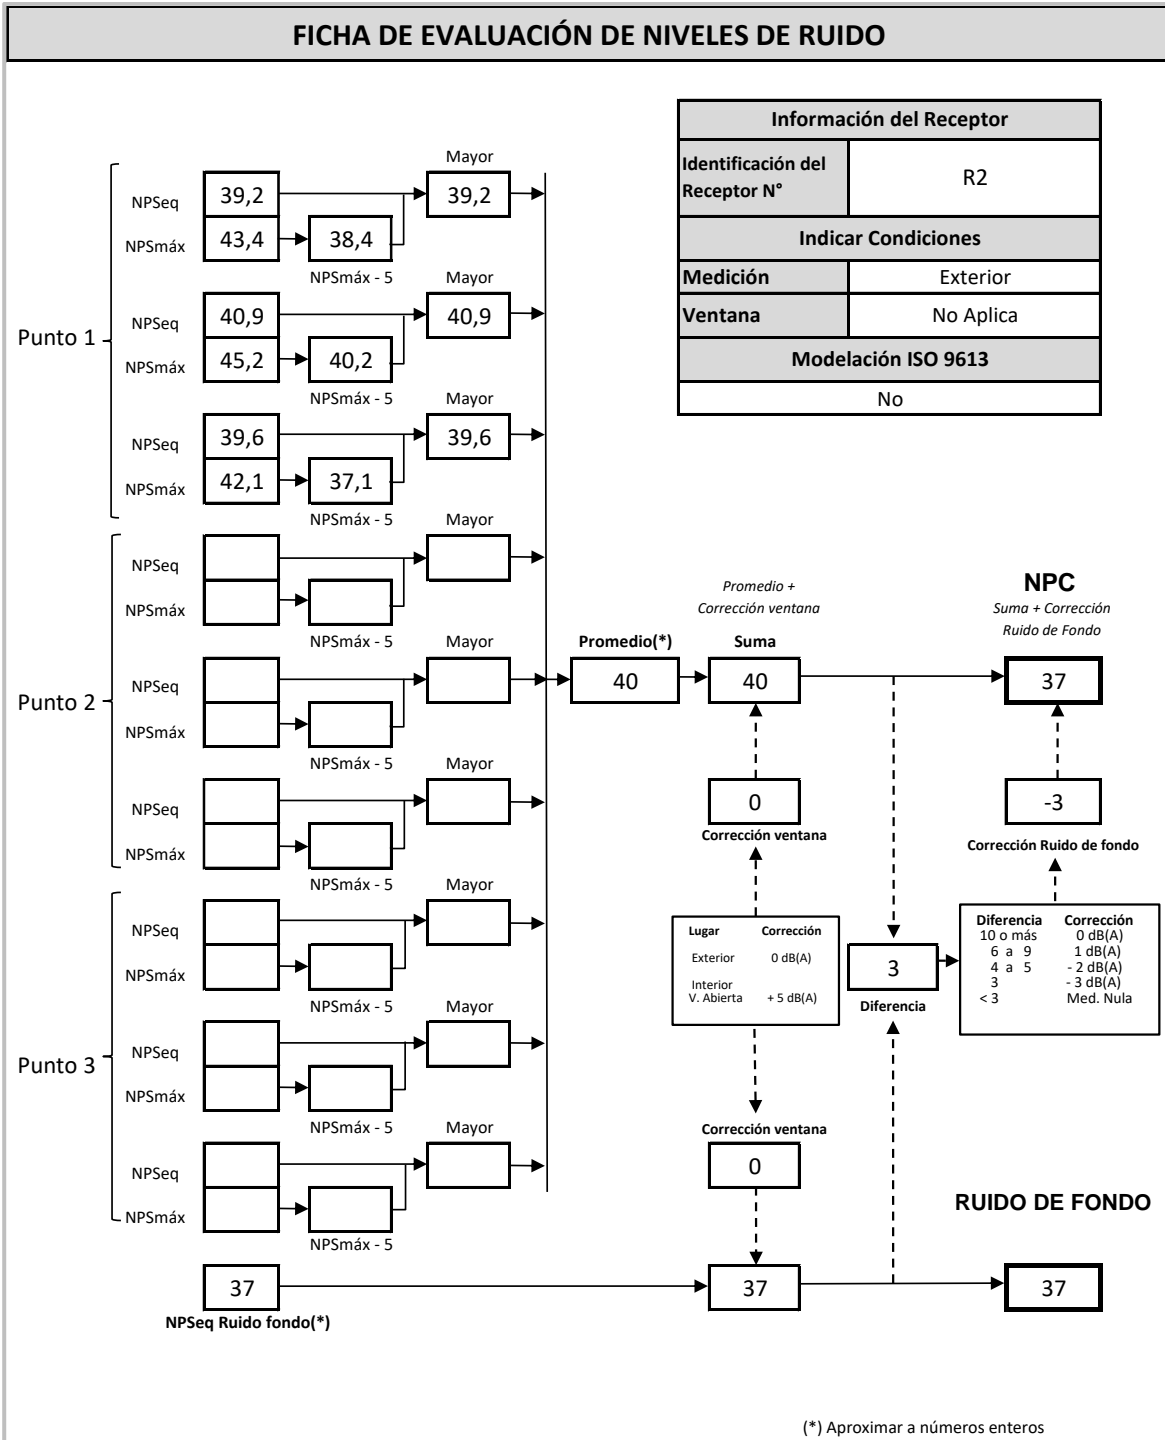 FICHA DE EVALUACIÓN DE NIVELES DE RUIDO
Información del Receptor
Identificación del Receptor N° R2
Indicar Condiciones
Medición Exterior
Ventana No Aplica
Modelación ISO 9613
No
Punto 1
Mayor
NPSeq 39,2 39,2
NPSmáx 43,4 38,4
NPSmáx - 5
Mayor
NPSeq 40,9 40,9
NPSmáx 45,2 40,2
NPSmáx - 5
Mayor
NPSeq 39,6 39,6
NPSmáx 42,1 37,1
NPSmáx - 5
Punto 2
Mayor
NPSeq
NPSmáx
NPSmáx - 5
Mayor
NPSeq
NPSmáx
NPSmáx - 5
Mayor
NPSeq
NPSmáx
NPSmáx - 5
Punto 3
Mayor
NPSeq
NPSmáx
NPSmáx - 5
Mayor
NPSeq
NPSmáx
NPSmáx - 5
Mayor
NPSeq
NPSmáx
NPSmáx - 5
37
NPSeq Ruido fondo(*)
Promedio(*)
40
Promedio +
Corrección ventana
Suma
40
0
Corrección ventana
Lugar Corrección
Exterior 0 dB(A)
Interior
V. Abierta + 5 dB(A)
Corrección ventana
0
37
3
Diferencia
NPC
Suma + Corrección
Ruido de Fondo
37
-3
Corrección Ruido de fondo
Diferencia Corrección
10 o más 0 dB(A)
6 a 9 1 dB(A)
4 a 5 - 2 dB(A)
3 - 3 dB(A)
< 3 Med. Nula
RUIDO DE FONDO
37
(*) Aproximar a números enteros